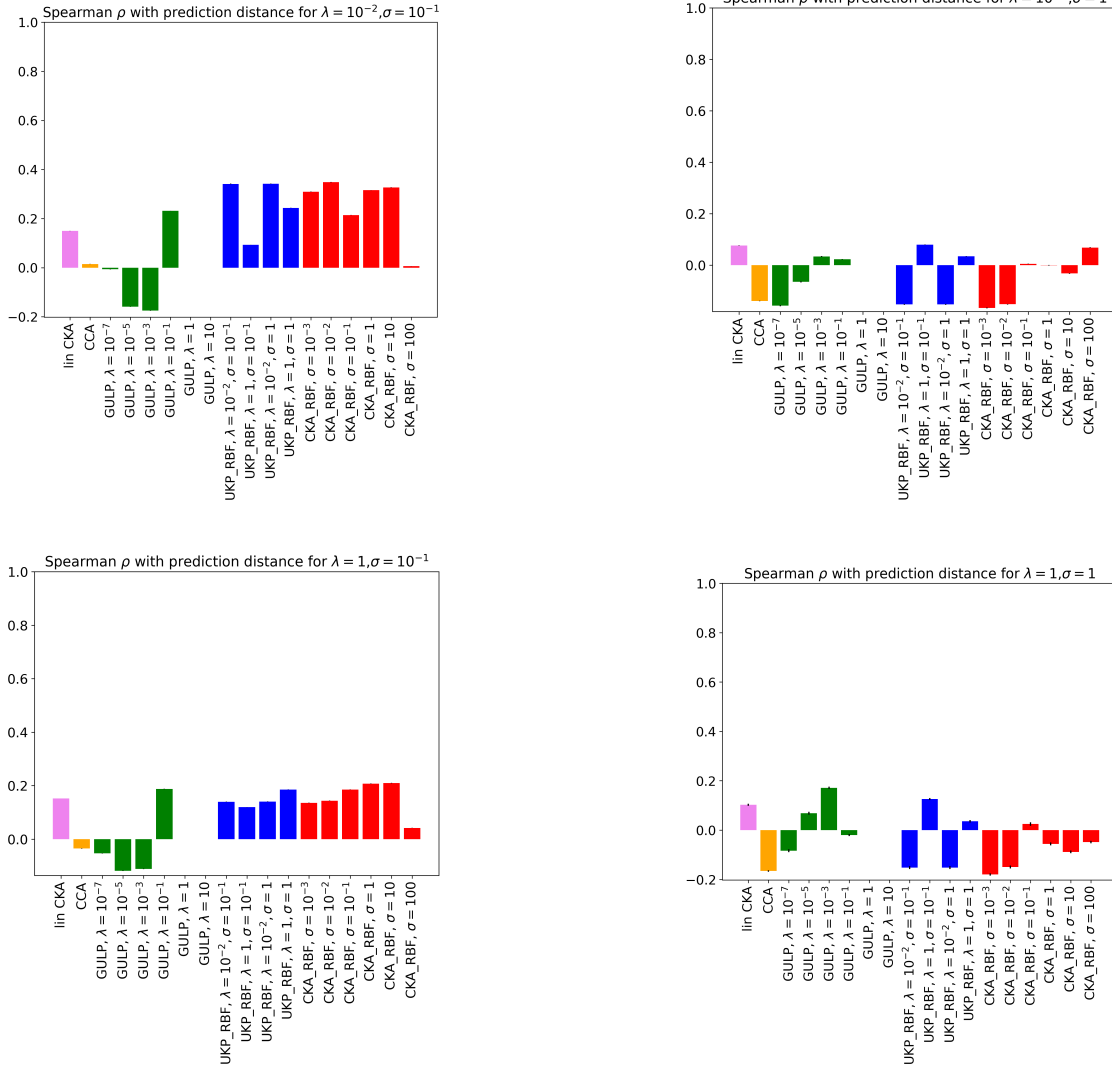 Spearman ρ with prediction distance for λ = 10⁻²,σ = 10⁻¹
1.0
0.8
0.6
0.4
0.2
0.0
−0.2
lin CKA
CCA
GULP, λ = 10⁻⁷
GULP, λ = 10⁻⁵
GULP, λ = 10⁻³
GULP, λ = 10⁻¹
GULP, λ = 1
GULP, λ = 10
UKP_RBF, λ = 10⁻², σ = 10⁻¹
UKP_RBF, λ = 1, σ = 10⁻¹
UKP_RBF, λ = 10⁻², σ = 1
UKP_RBF, λ = 1, σ = 1
CKA_RBF, σ = 10⁻³
CKA_RBF, σ = 10⁻²
CKA_RBF, σ = 10⁻¹
CKA_RBF, σ = 1
CKA_RBF, σ = 10
CKA_RBF, σ = 100
Spearman ρ with prediction distance for
1.0
0.8
0.6
0.4
0.2
0.0
lin CKA
CCA
GULP, λ = 10⁻⁷
GULP, λ = 10⁻⁵
GULP, λ = 10⁻³
GULP, λ = 10⁻¹
GULP, λ = 1
GULP, λ = 10
UKP_RBF, λ = 10⁻², σ = 10⁻¹
UKP_RBF, λ = 1, σ = 10⁻¹
UKP_RBF, λ = 10⁻², σ = 1
UKP_RBF, λ = 1, σ = 1
CKA_RBF, σ = 10⁻³
CKA_RBF, σ = 10⁻²
CKA_RBF, σ = 10⁻¹
CKA_RBF, σ = 1
CKA_RBF, σ = 10
CKA_RBF, σ = 100
Spearman ρ with prediction distance for λ = 1,σ = 10⁻¹
1.0
0.8
0.6
0.4
0.2
0.0
lin CKA
CCA
GULP, λ = 10⁻⁷
GULP, λ = 10⁻⁵
GULP, λ = 10⁻³
GULP, λ = 10⁻¹
GULP, λ = 1
GULP, λ = 10
UKP_RBF, λ = 10⁻², σ = 10⁻¹
UKP_RBF, λ = 1, σ = 10⁻¹
UKP_RBF, λ = 10⁻², σ = 1
UKP_RBF, λ = 1, σ = 1
CKA_RBF, σ = 10⁻³
CKA_RBF, σ = 10⁻²
CKA_RBF, σ = 10⁻¹
CKA_RBF, σ = 1
CKA_RBF, σ = 10
CKA_RBF, σ = 100
Spearman ρ with prediction distance for λ = 1,σ = 1
1.0
0.8
0.6
0.4
0.2
0.0
−0.2
lin CKA
CCA
GULP, λ = 10⁻⁷
GULP, λ = 10⁻⁵
GULP, λ = 10⁻³
GULP, λ = 10⁻¹
GULP, λ = 1
GULP, λ = 10
UKP_RBF, λ = 10⁻², σ = 10⁻¹
UKP_RBF, λ = 1, σ = 10⁻¹
UKP_RBF, λ = 10⁻², σ = 1
UKP_RBF, λ = 1, σ = 1
CKA_RBF, σ = 10⁻³
CKA_RBF, σ = 10⁻²
CKA_RBF, σ = 10⁻¹
CKA_RBF, σ = 1
CKA_RBF, σ = 10
CKA_RBF, σ = 100